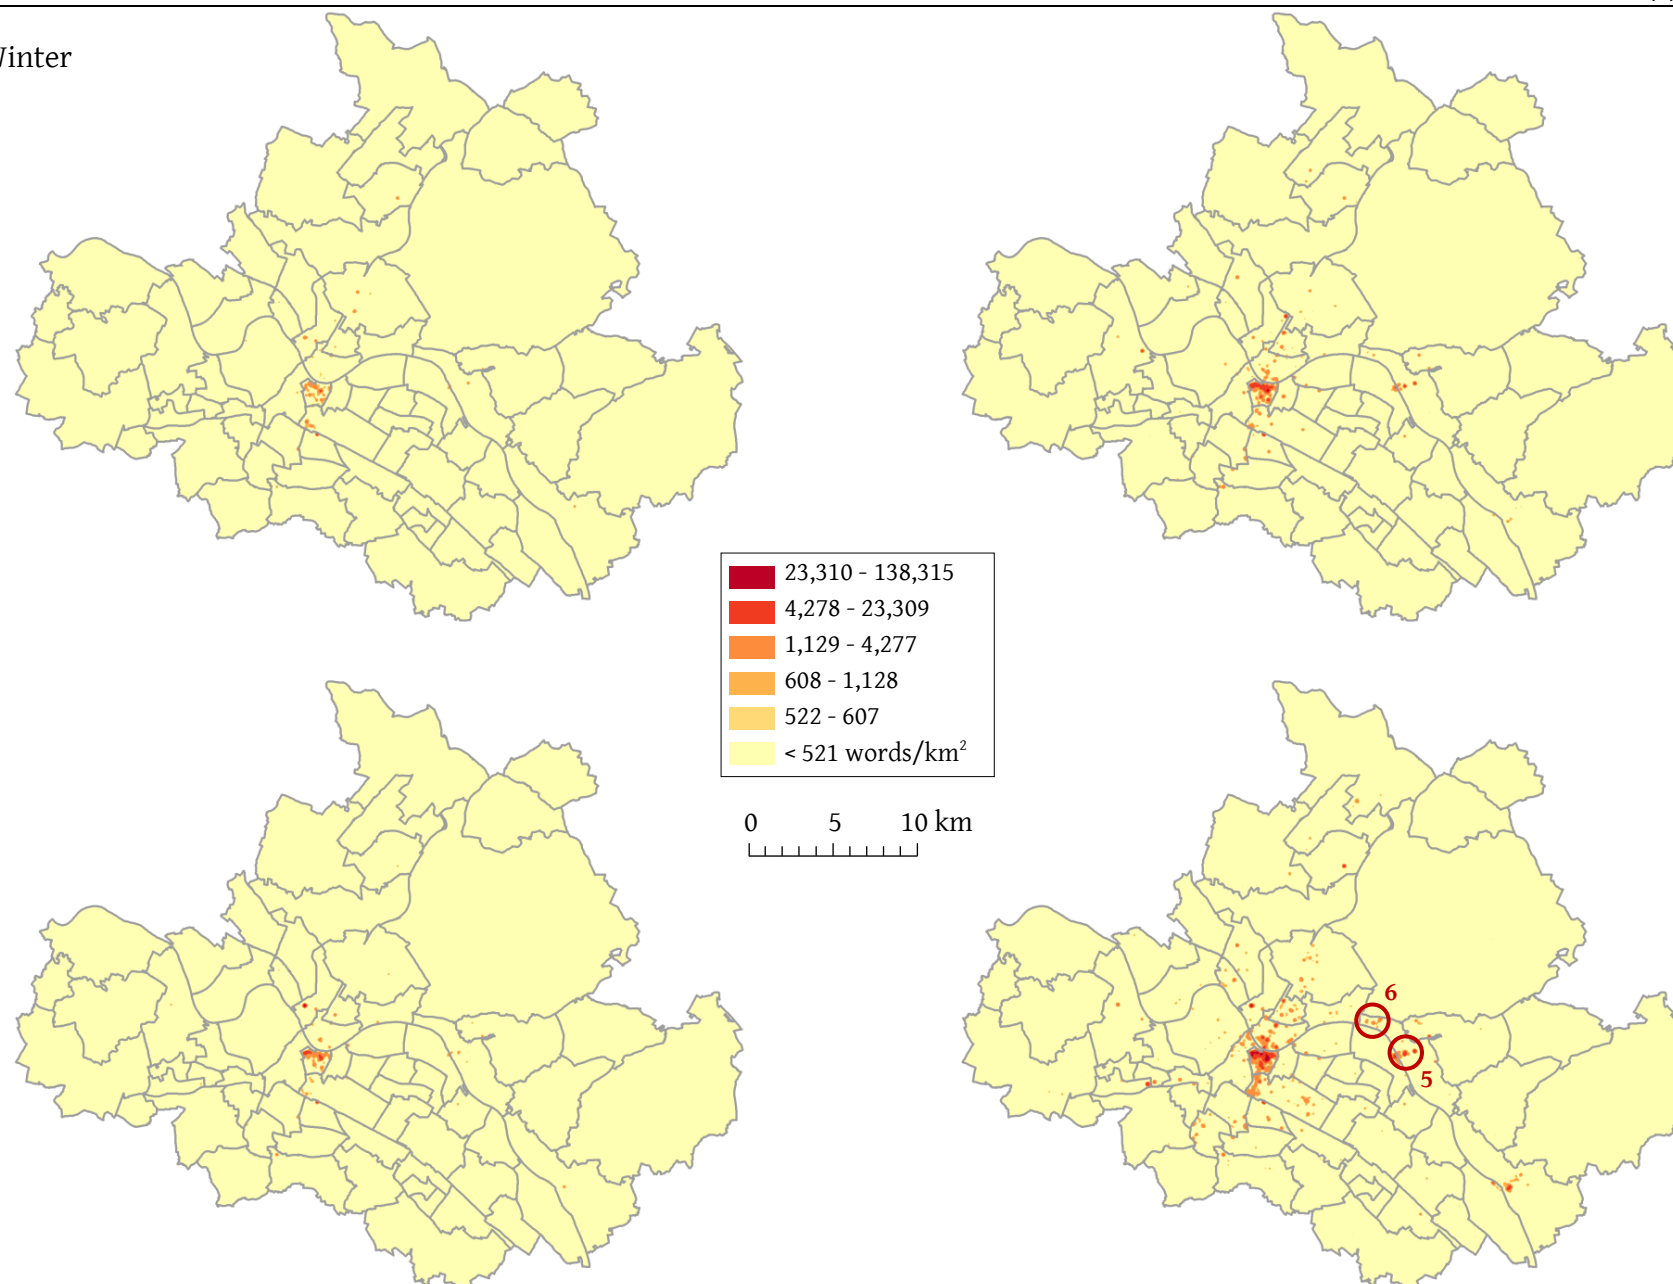 inter
23,310 - 138,315
4,278 - 23,309
1,129 - 4,277
608 - 1,128
522 - 607
< 521 words/km²
0 5 10 km
6
5